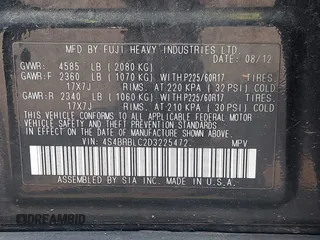 MFD BY FUJI HEAVY INDUSTRIES LTD.
08/12
GVWR: 4585 LB (2080 KG)
GAWR:F 2360 LB (1070 KG) WITH P225/60R17 TIRES,
17X7J RIMS, AT 220 KPA (32 PSI) COLD
GAWR:R 2340 LB (1060 KG) WITH P225/60R17 TIRES,
17X7J RIMS, AT 210 KPA (30 PSI) COLD
THIS VEHICLE CONFORMS TO ALL APPLICABLE FEDERAL MOTOR
VEHICLE SAFETY AND THEFT PREVENTION STANDARDS IN
EFFECT ON THE DATE OF MANUFACTURE SHOWN ABOVE.
VIN: 4S4BRBLC2D3225472 MPV
ASSEMBLED BY SIA INC. MADE IN U.S.A.
DREAMBID